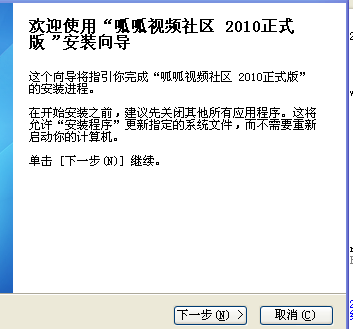 欢迎使用“呱呱视频社区 2010正式
版 ”安装向导
这个向导将指引你完成“呱呱视频社区 2010正式版”
的安装进程。
在开始安装之前，建议先关闭其他所有应用程序。这将
允许“安装程序”更新指定的系统文件，而不需要重新
启动你的计算机。
单击 [下一步(N)] 继续。
下一步(N) >
取消(C)